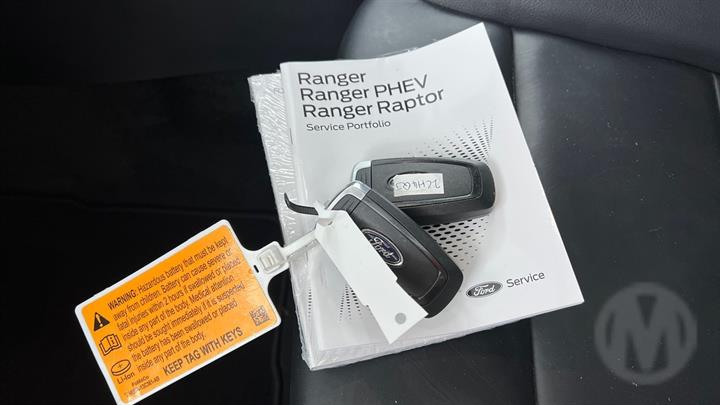 Ranger
Ranger PHEV
Ranger Raptor
Service Portfolio
Ford
Ford
Service
WARNING: Hazardous battery that must be kept
away from children. Battery can cause severe or
fatal injuries within 2 hours if swallowed or placed
inside any part of the body. Medical attention
should be sought immediately if it is suspected
the battery has been swallowed or placed
inside any part of the body.
KEEP TAG WITH KEYS
Li-Ion
M